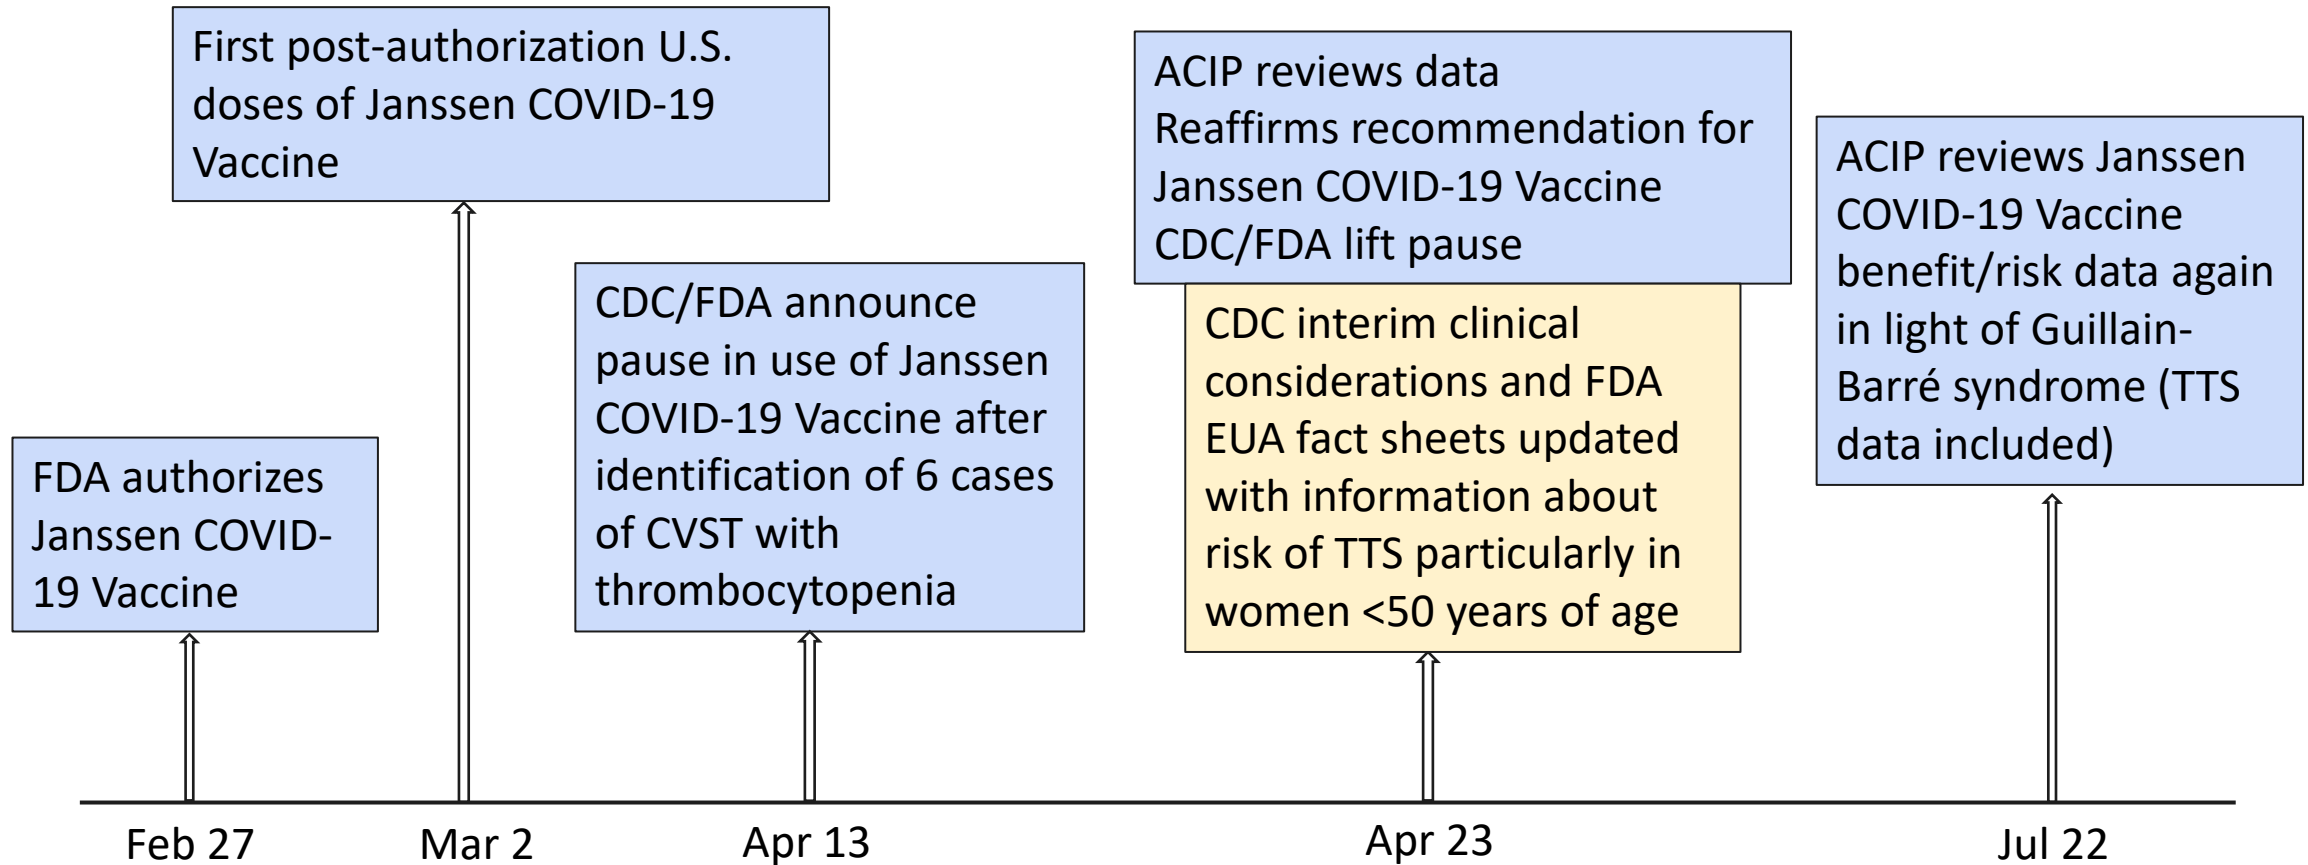 First post-authorization U.S.
doses of Janssen COVID-19
Vaccine
ACIP reviews data
Reaffirms recommendation for
Janssen COVID-19 Vaccine
CDC/FDA lift pause
ACIP reviews Janssen
COVID-19 Vaccine
benefit/risk data again
in light of Guillain-
Barré syndrome (TTS
data included)
CDC/FDA announce
pause in use of Janssen
COVID-19 Vaccine after
identification of 6 cases
of CVST with
thrombocytopenia
CDC interim clinical
considerations and FDA
EUA fact sheets updated
with information about
risk of TTS particularly in
women <50 years of age
FDA authorizes
Janssen COVID-
19 Vaccine
Feb 27
Mar 2
Apr 13
Apr 23
Jul 22